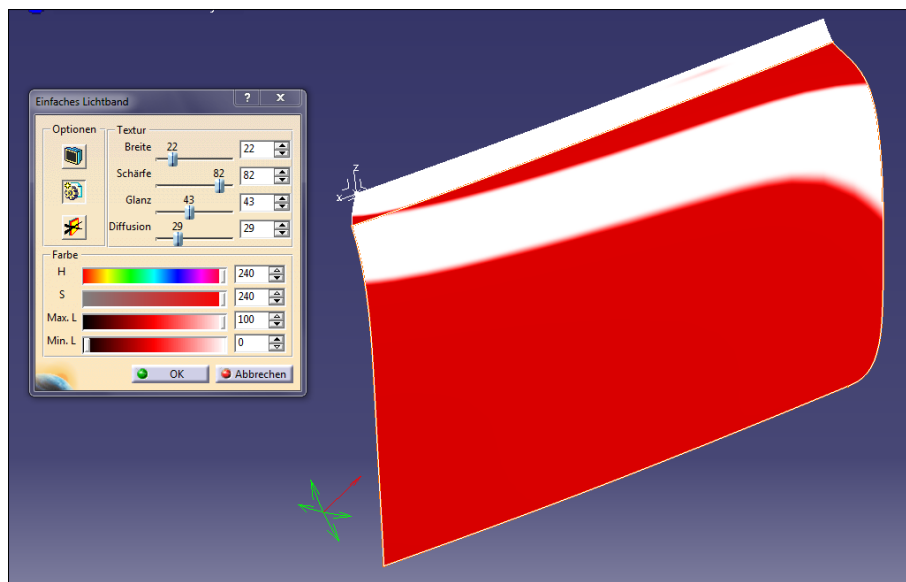 Einfaches Lichtband
? x
Optionen
Textur
Breite 22 22
Schärfe 82 82
Glanz 43 43
Diffusion 29 29
Farbe
H 240
S 240
Max. L 100
Min. L 0
OK Abbrechen
z
x